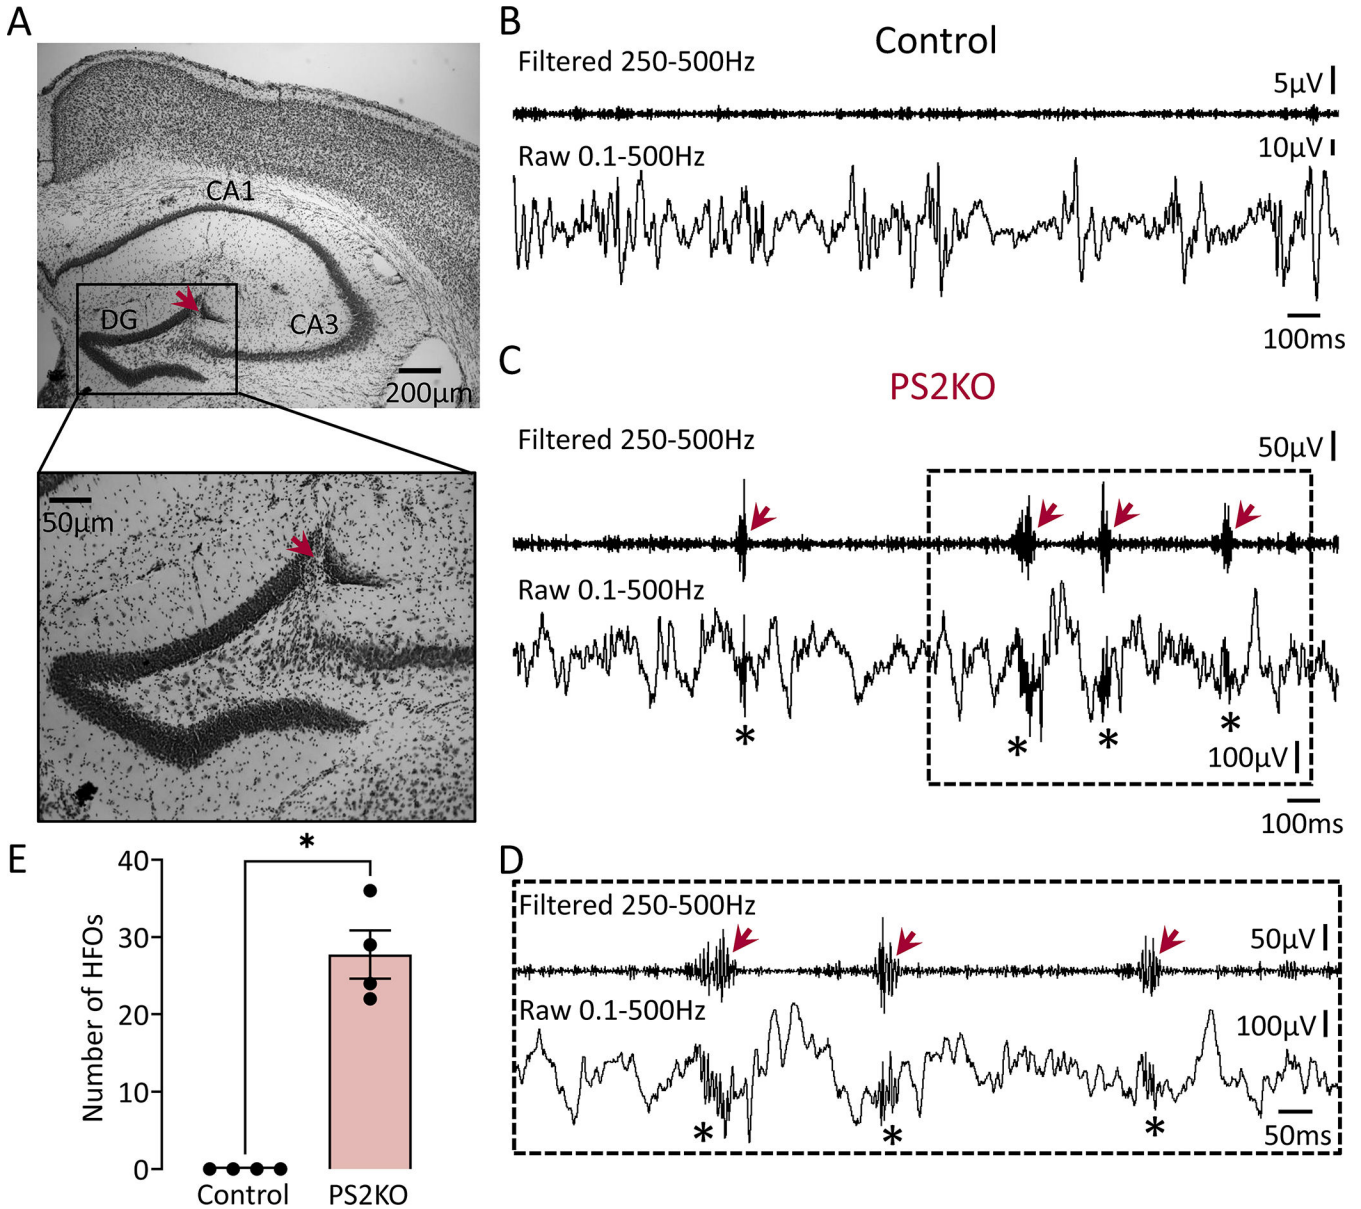 A
CA1
DG
CA3
200µm
50µm
B
Control
Filtered 250-500Hz
5µV
Raw 0.1-500Hz
10µV
100ms
C
PS2KO
Filtered 250-500Hz
50µV
Raw 0.1-500Hz
*
*
*
*
100µV
100ms
E
*
Number of HFOs
40
30
20
10
0
Control
PS2KO
D
Filtered 250-500Hz
50µV
Raw 0.1-500Hz
100µV
*
*
*
50ms